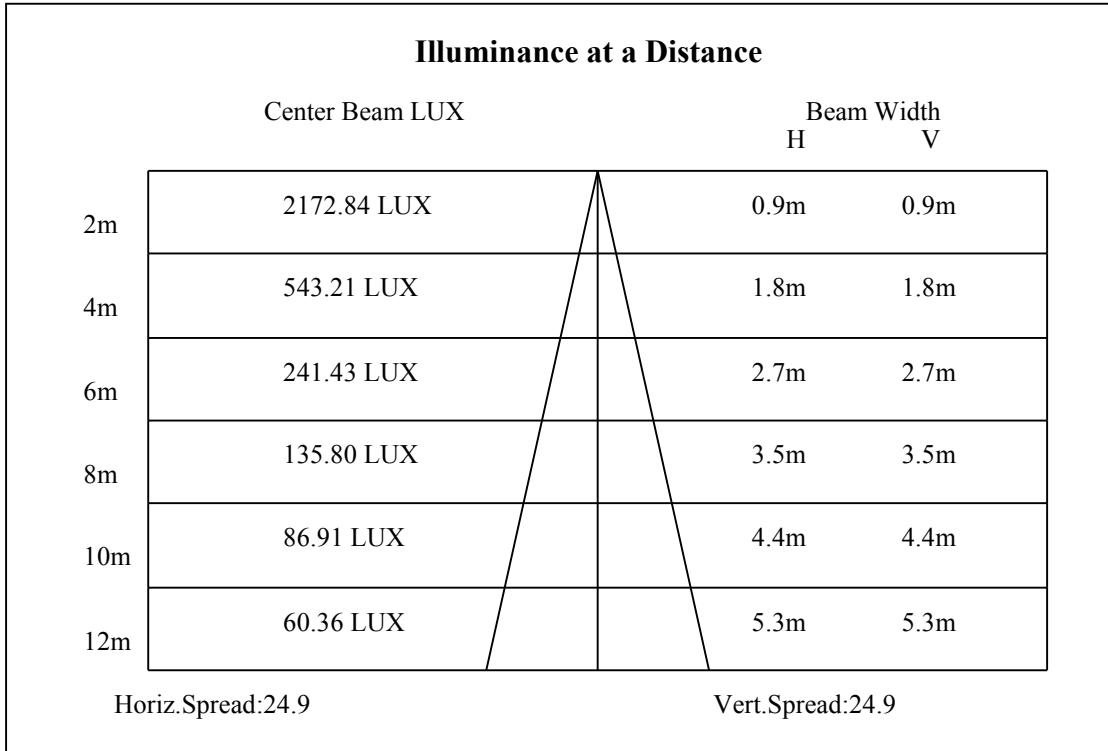 Illuminance at a Distance
Center Beam LUX Beam Width
H V
2m 2172.84 LUX 0.9m 0.9m
4m 543.21 LUX 1.8m 1.8m
6m 241.43 LUX 2.7m 2.7m
8m 135.80 LUX 3.5m 3.5m
10m 86.91 LUX 4.4m 4.4m
12m 60.36 LUX 5.3m 5.3m
Horiz.Spread:24.9 Vert.Spread:24.9